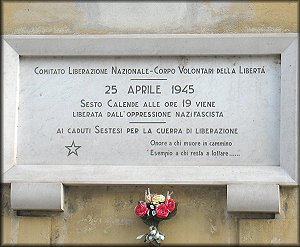 COMITATO LIBERAZIONE NAZIONALE-CORPO VOLONTARI DELLA LIBERTÀ
25 APRILE 1945
SESTO CALENDE ALLE ORE 19 VIENE
LIBERATA DALL'OPPRESSIONE NAZIFASCISTA
AI CADUTI SESTESI PER LA GUERRA DI LIBERAZIONE
Onore a chi muore in cammino
Esempio a chi resta a lottare......